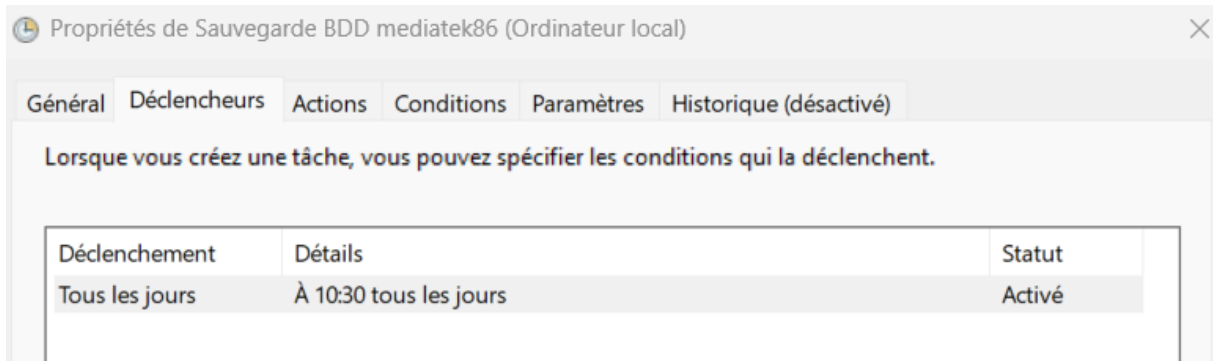 Propriétés de Sauvegarde BDD mediatek86 (Ordinateur local)
Général Déclencheurs Actions Conditions Paramètres Historique (désactivé)
Lorsque vous créez une tâche, vous pouvez spécifier les conditions qui la déclenchent.
Déclenchement Détails Statut
Tous les jours À 10:30 tous les jours Activé